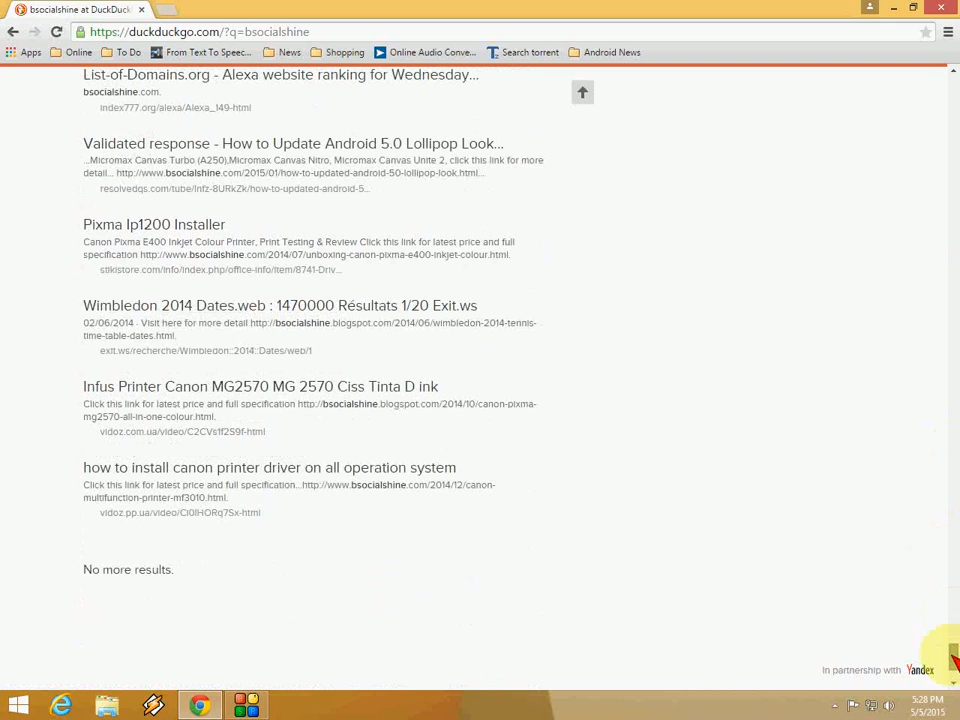 bsocialshine at DuckDuck
https://duckduckgo.com/?q=bsocialshine
Apps Online To Do From Text To Speec... News Shopping Online Audio Conve... Search torrent Android News
List-of-Domains.org - Alexa website ranking for Wednesday...
bsocialshine.com.
index777.org/alexa/Alexa_149-html
Validated response - How to Update Android 5.0 Lollipop Look...
...Micromax Canvas Turbo (A250),Micromax Canvas Nitro, Micromax Canvas Unite 2, click this link for more
detail... http://www.bsocialshine.com/2015/01/how-to-updated-android-50-lollipop-look.html...
resolvedqs.com/tube/Infz-8URkZk/how-to-updated-android-5...
Pixma Ip1200 Installer
Canon Pixma E400 Inkjet Colour Printer, Print Testing & Review Click this link for latest price and full
specification http://www.bsocialshine.com/2014/07/unboxing-canon-pixma-e400-inkjet-colour.html.
stikistore.com/info/index.php/office-info/item/8741-Driv...
Wimbledon 2014 Dates.web : 1470000 Résultats 1/20 Exit.ws
02/06/2014 · Visit here for more detail.http://bsocialshine.blogspot.com/2014/06/wimbledon-2014-tennis-
time-table-dates.html.
exit.ws/recherche/Wimbledon::2014::Dates/web/1
Infus Printer Canon MG2570 MG 2570 Ciss Tinta D ink
Click this link for latest price and full specification http://bsocialshine.blogspot.com/2014/10/canon-pixma-
mg2570-all-in-one-colour.html.
vidoz.com.ua/video/C2CVs1f2S9f-html
how to install canon printer driver on all operation system
Click this link for latest price and full specification...http://www.bsocialshine.com/2014/12/canon-
multifunction-printer-mf3010.html.
vidoz.pp.ua/video/Ci0lHORq7Sx-html
No more results.
In partnership with Yandex
5:28 PM
5/5/2015